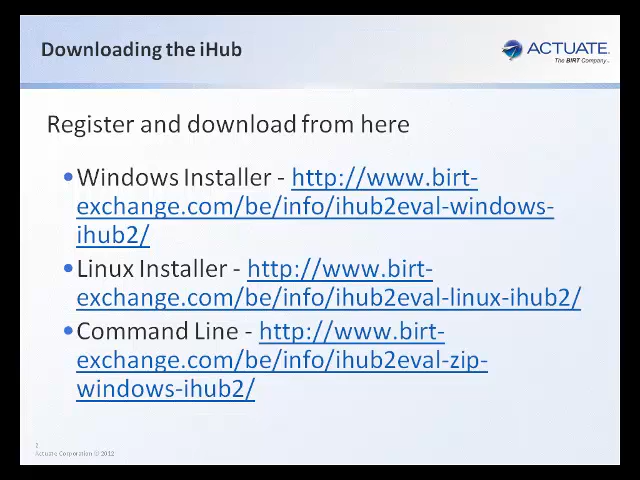 Downloading the iHub
ACTUATE.
The BIRT Company™
Register and download from here
•Windows Installer - http://www.birt-
exchange.com/be/info/ihub2eval-windows-
ihub2/
•Linux Installer - http://www.birt-
exchange.com/be/info/ihub2eval-linux-ihub2/
•Command Line - http://www.birt-
exchange.com/be/info/ihub2eval-zip-
windows-ihub2/
2
Actuate Corporation © 2012